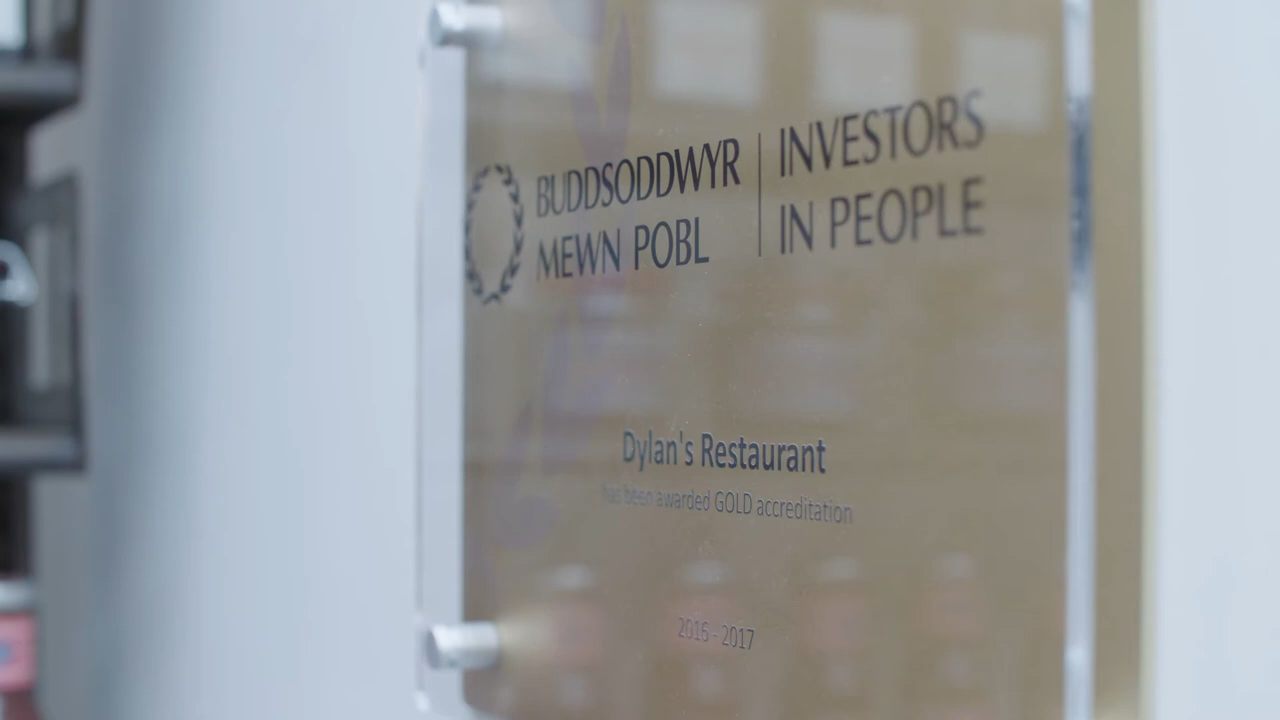 BUDDSODDWYR
MEWN POBL
INVESTORS
IN PEOPLE
Dylan's Restaurant
has been awarded GOLD accreditation
2016 - 2017